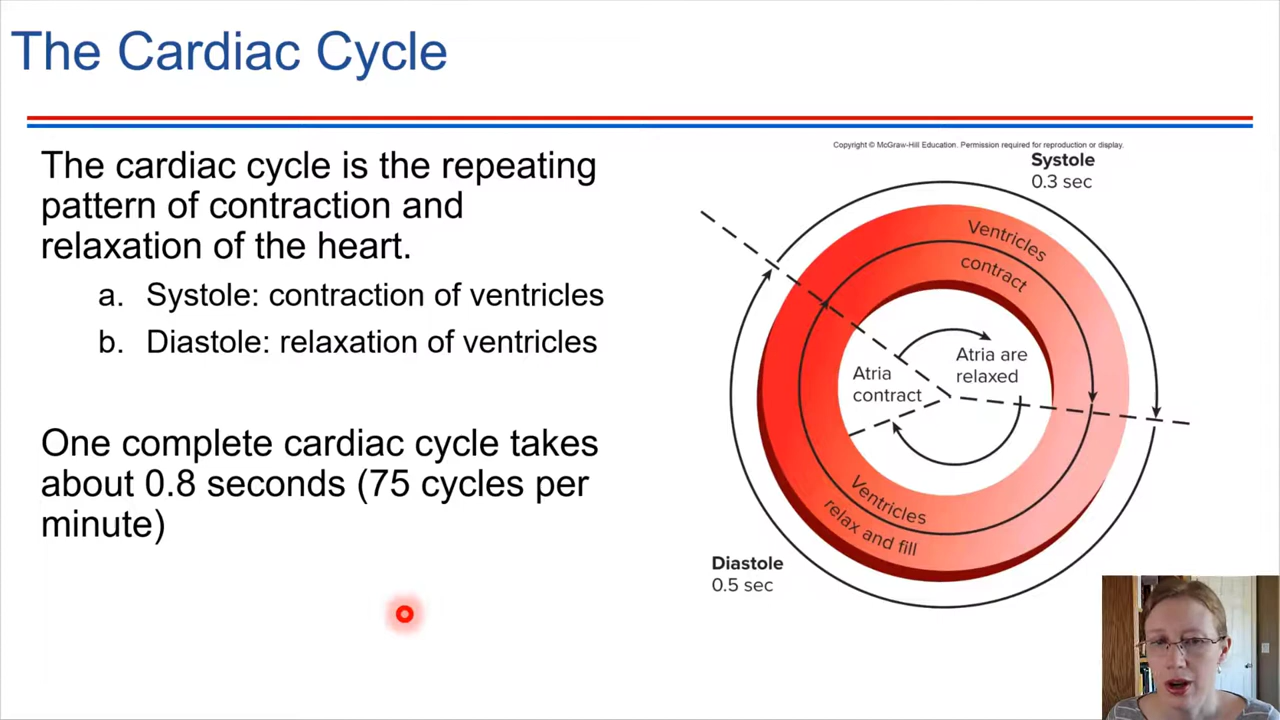 The Cardiac Cycle
The cardiac cycle is the repeating
pattern of contraction and
relaxation of the heart.
a. Systole: contraction of ventricles
b. Diastole: relaxation of ventricles
One complete cardiac cycle takes
about 0.8 seconds (75 cycles per
minute)
Copyright © McGraw-Hill Education. Permission required for reproduction or display.
Systole
0.3 sec
Ventricles
contract
Atria are
relaxed
Atria
contract
Ventricles
relax and fill
Diastole
0.5 sec